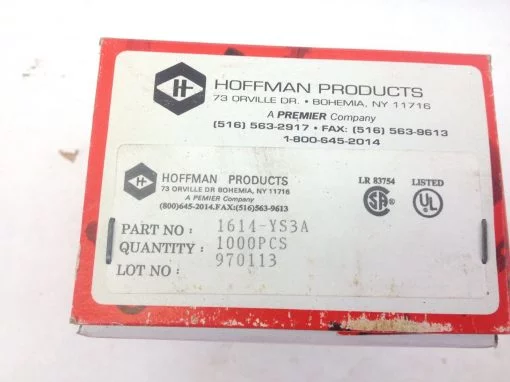 H
HOFFMAN PRODUCTS
73 ORVILLE DR. • BOHEMIA, NY 11716
A PREMIER Company
(516) 563-2917 • FAX: (516) 563-9613
1-800-645-2014
H
HOFFMAN PRODUCTS
73 ORVILLE DR BOHEMIA, NY 11716
A PEMIER Company
(800)645-2014.FAX:(516)563-9613
LR 83754 LISTED
SA UL
PART NO : 1614-YS3A
QUANTITY : 1000PCS
LOT NO : 970113